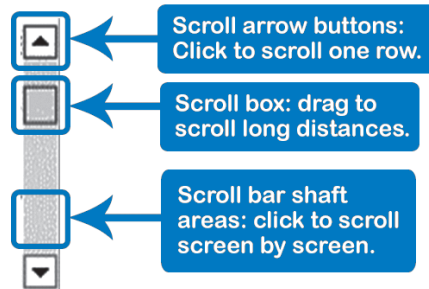 Scroll arrow buttons:
Click to scroll one row.
Scroll box: drag to
scroll long distances.
Scroll bar shaft
areas: click to scroll
screen by screen.